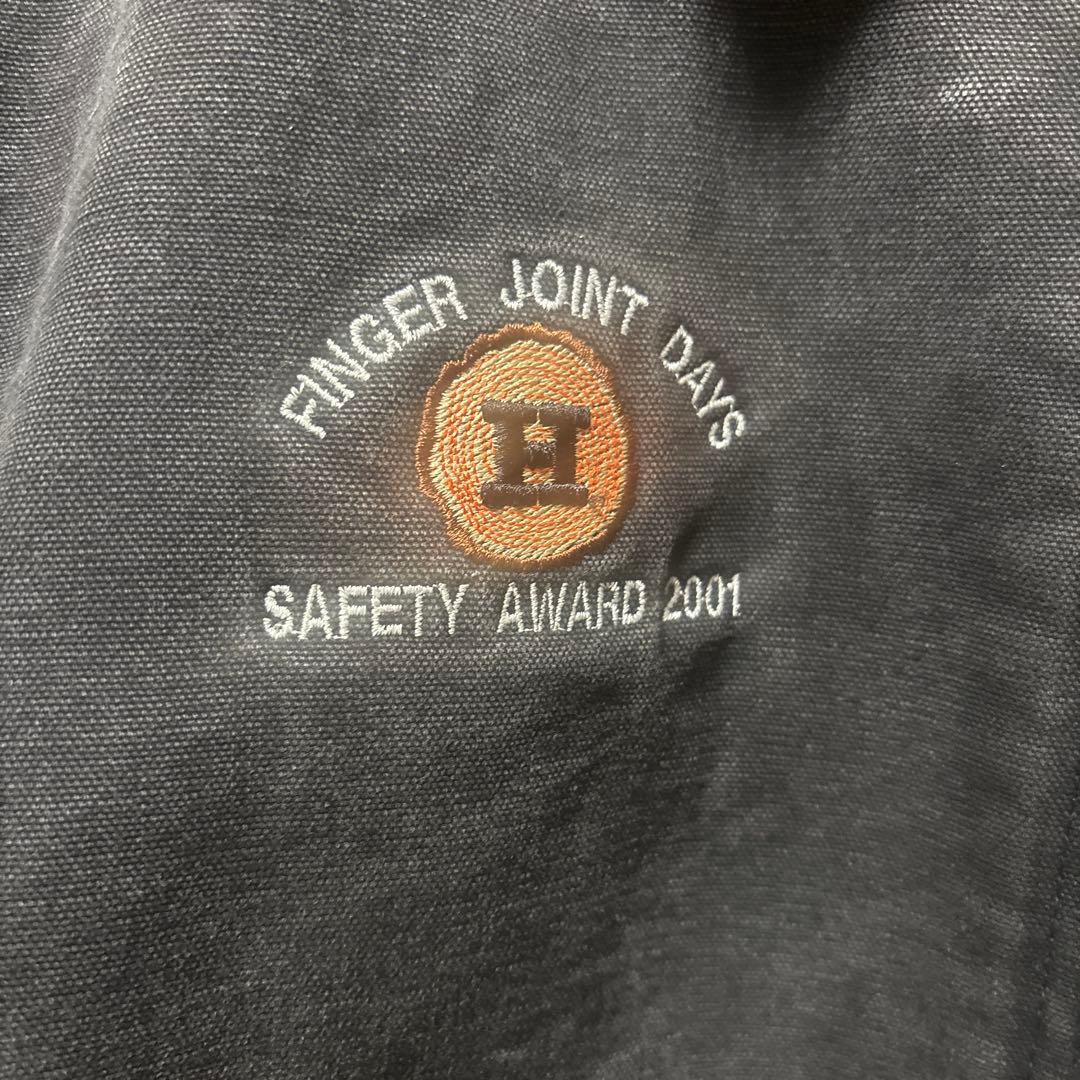 FINGER JOINT DAYS
H
SAFETY AWARD 2001